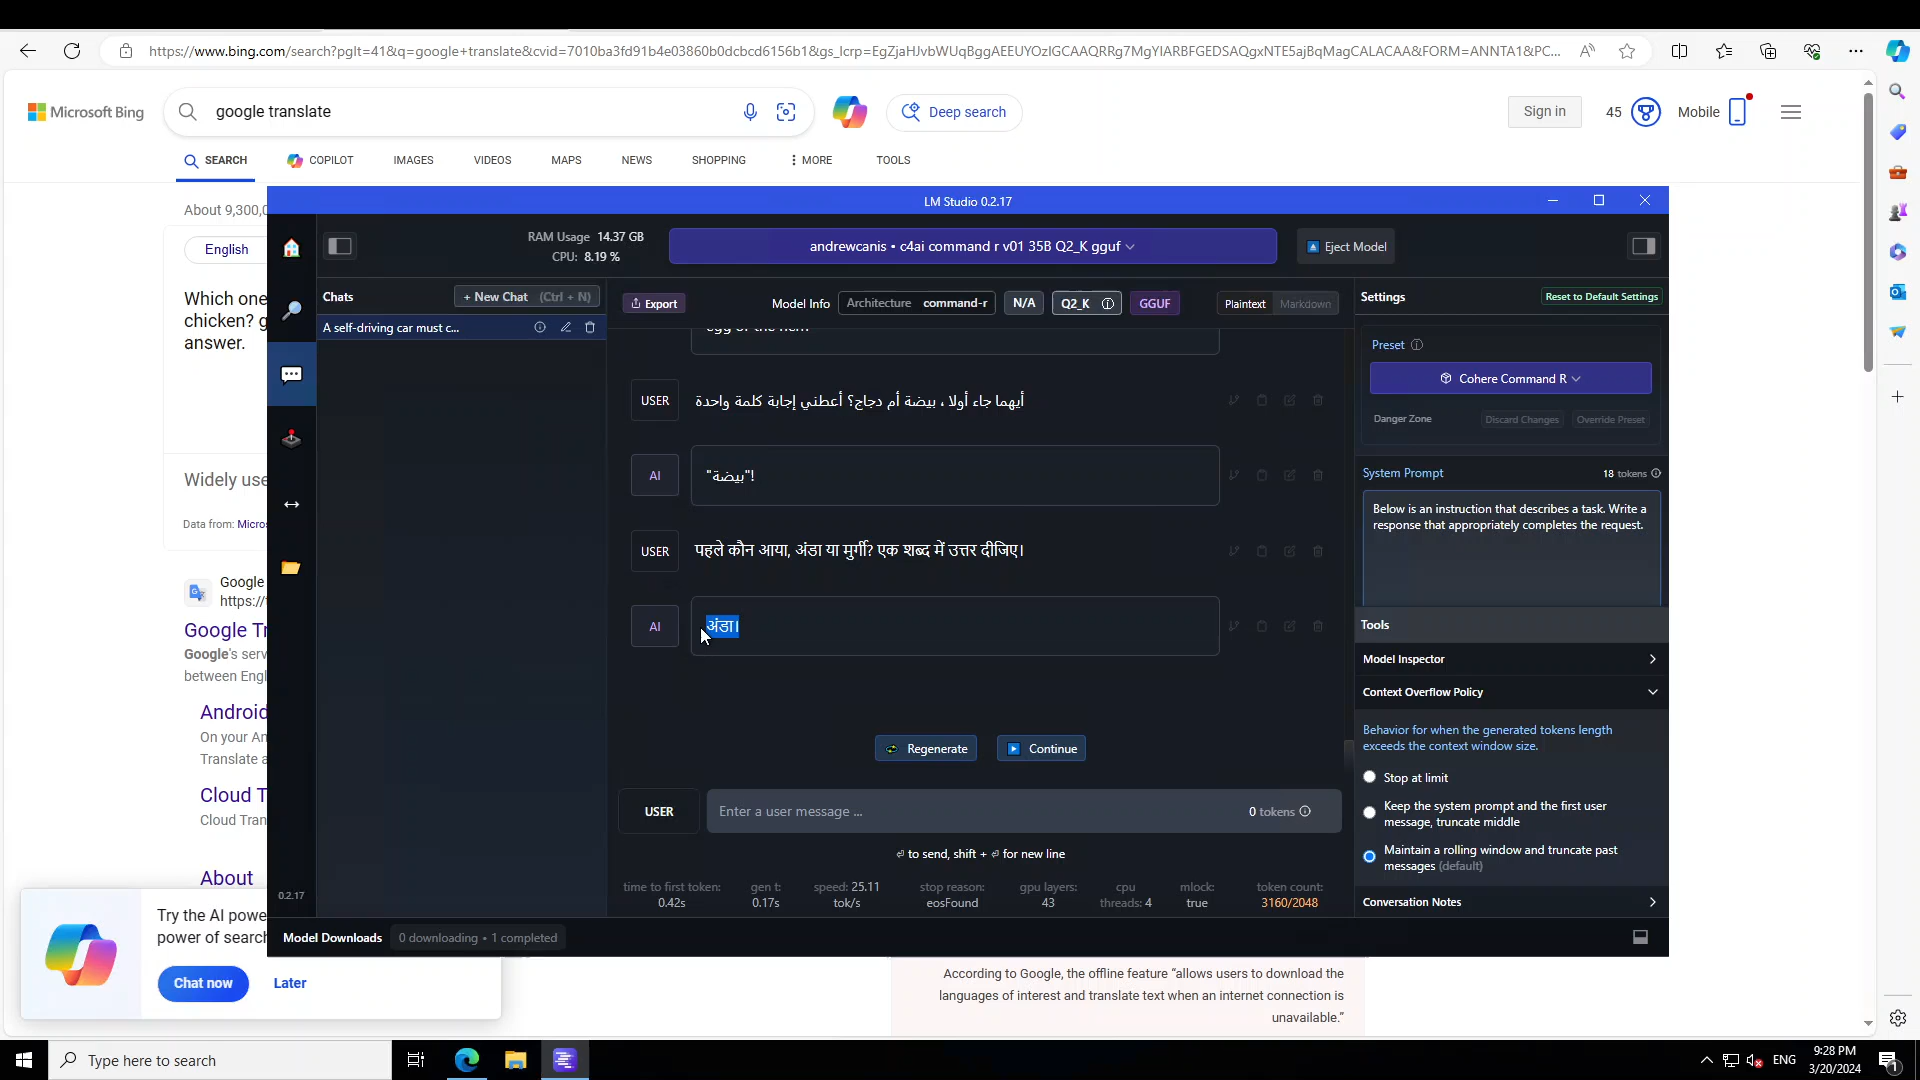 https://www.bing.com/search?pglt=41&q=google+translate&cvid=7010ba3fd91b4e03860b0dcbcd6156b1&gs_lcrp=EgZjaHJvbWUqBggAEEUYOzIGCAAQRRg7MgYIARBFGEDSAQgxNTE5ajBqMagCALACAA&FORM=ANNTA1&PC...
Microsoft Bing
google translate
Deep search
Sign in
45
Mobile
SEARCH
COPILOT
IMAGES
VIDEOS
MAPS
NEWS
SHOPPING
MORE
TOOLS
About 9,300,0
English
Which one
chicken? g
answer.
Widely use
Data from: Micros
Google
https://t
Google Tr
Google's serv
between Engl
Android
On your An
Translate a
Cloud T
Cloud Tran
About
LM Studio 0.2.17
RAM Usage 14.37 GB
CPU: 8.19 %
andrewcanis • c4ai command r v01 35B Q2_K gguf
Eject Model
Chats
+ New Chat (Ctrl + N)
A self-driving car must c...
0.2.17
Export
Model Info
Architecture command-r
N/A
Q2_K
GGUF
Plaintext
Markdown
USER
أيهما جاء أولا ، بيضة أم دجاج؟ أعطني إجابة كلمة واحدة
AI
"بيضة"!
USER
पहले कौन आया, अंडा या मुर्गी? एक शब्द में उत्तर दीजिए।
AI
अंडा।
Regenerate
Continue
USER
Enter a user message ...
0 tokens
to send, shift + for new line
time to first token: 0.42s
gen t: 0.17s
speed: 25.11 tok/s
stop reason: eosFound
gpu layers: 43
cpu threads: 4
mlock: true
token count: 3160/2048
Settings
Reset to Default Settings
Preset
Cohere Command R
Danger Zone
Discard Changes
Override Preset
System Prompt
18 tokens
Below is an instruction that describes a task. Write a
response that appropriately completes the request.
Tools
Model Inspector
Context Overflow Policy
Behavior for when the generated tokens length
exceeds the context window size.
Stop at limit
Keep the system prompt and the first user
message, truncate middle
Maintain a rolling window and truncate past
messages (default)
Conversation Notes
Model Downloads
0 downloading • 1 completed
Try the AI powe
power of search
Chat now
Later
According to Google, the offline feature "allows users to download the
languages of interest and translate text when an internet connection is
unavailable."
Type here to search
ENG
9:28 PM
3/20/2024
1